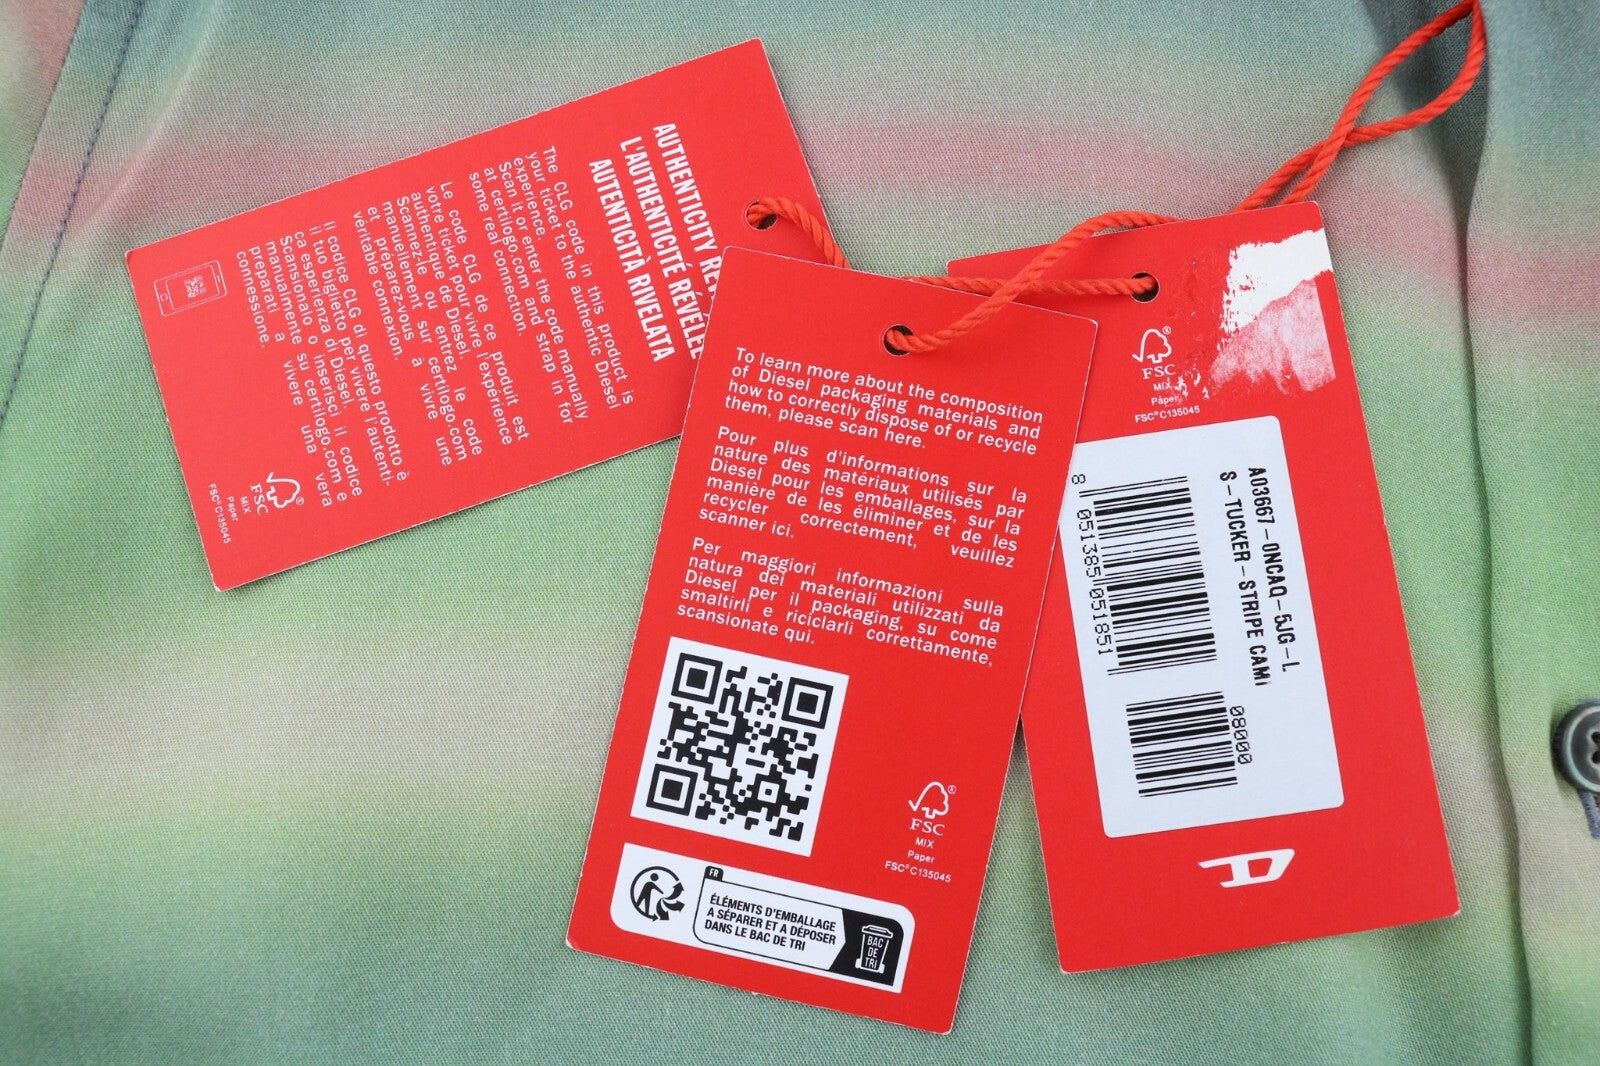 AUTHENTICITY RE
L'AUTHENTICITÉ RÉVÉLÉE
AUTENTICITÀ RIVELATA
The CLG code in this product is
your ticket to the authentic Diesel
experience.
Scan it or enter the code manually
at certilogo.com and strap in for
some real connection.
Le code CLG de ce produit est
votre ticket pour vivre l'expérience
authentique de Diesel.
Scannez-le ou entrez le code
manuellement sur certilogo.com
et préparez-vous à vivre une
véritable connexion.
Il codice CLG di questo prodotto è
il tuo biglietto per vivere l'autenti-
ca esperienza di Diesel.
Scansionalo o inserisci il codice
manualmente su certilogo.com e
preparati a vivere una vera
connessione.
FSC
MIX
Paper
FSC® C135045
To learn more about the composition
of Diesel packaging materials and
how to correctly dispose of or recycle
them, please scan here.
Pour plus d'informations sur la
nature des matériaux utilisés par
Diesel pour les emballages, sur la
manière de les éliminer et de les
recycler correctement, veuillez
scanner ici.
Per maggiori informazioni sulla
natura dei materiali utilizzati da
Diesel per il packaging, su come
smaltirli e riciclarli correttamente,
scansionate qui.
®
FSC
MIX
Paper
FSC® C135045
FR
ÉLÉMENTS D'EMBALLAGE
A SÉPARER ET A DÉPOSER
DANS LE BAC DE TRI
BAC
DE
TRI
®
FSC
MIX
Paper
FSC® C135045
A03667-0NCAQ-5JG-L
S-TUCKER-STRIPE CAMI
8 051385 051851
08000
D